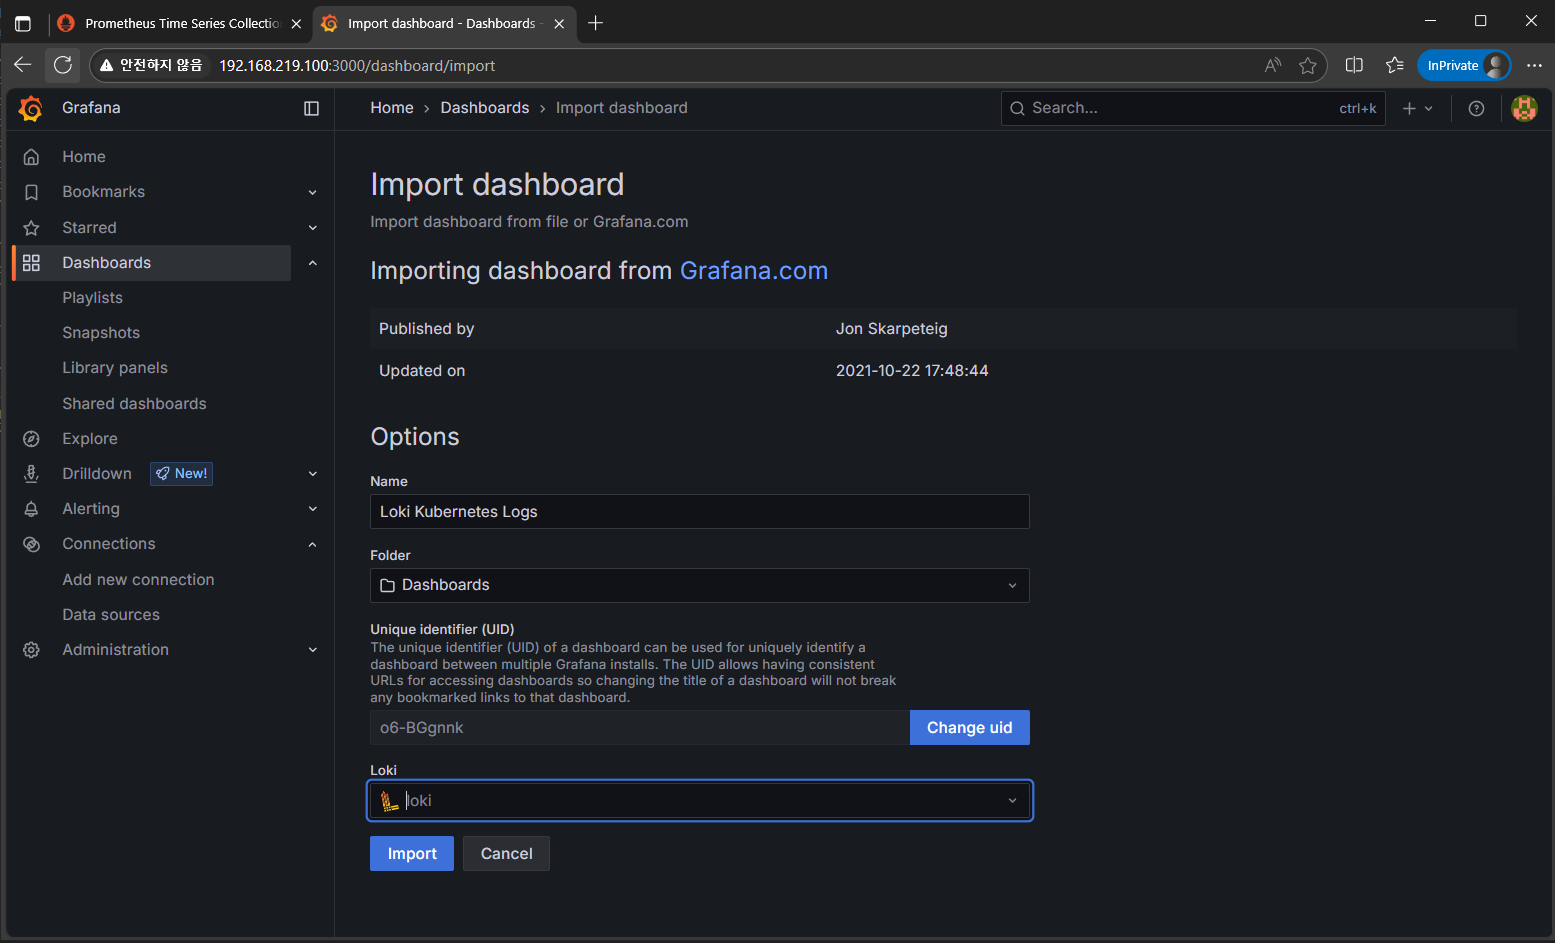 Prometheus Time Series Collectio
Import dashboard - Dashboards -
안전하지 않음 192.168.219.100:3000/dashboard/import
InPrivate
Grafana
Home › Dashboards › Import dashboard
Search... ctrl+k
Home
Bookmarks
Starred
Dashboards
Playlists
Snapshots
Library panels
Shared dashboards
Explore
Drilldown New!
Alerting
Connections
Add new connection
Data sources
Administration
Import dashboard
Import dashboard from file or Grafana.com
Importing dashboard from Grafana.com
Published by Jon Skarpeteig
Updated on 2021-10-22 17:48:44
Options
Name
Loki Kubernetes Logs
Folder
Dashboards
Unique identifier (UID)
The unique identifier (UID) of a dashboard can be used for uniquely identify a
dashboard between multiple Grafana installs. The UID allows having consistent
URLs for accessing dashboards so changing the title of a dashboard will not break
any bookmarked links to that dashboard.
o6-BGgnnk Change uid
Loki
loki
Import Cancel